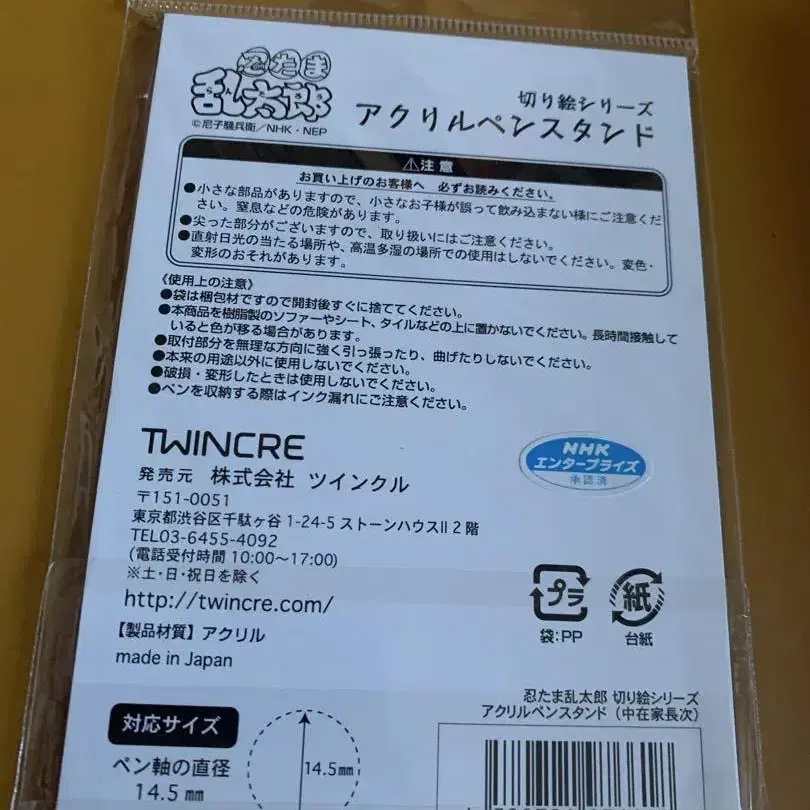 忍たま
乱太郎
©尼子騒兵衛／NHK・NEP
切り絵シリーズ
アクリルペンスタンド
⚠注意
お買い上げのお客様へ 必ずお読みください。
●小さな部品がありますので、小さなお子様が誤って飲み込まない様にご注意くだ
さい。窒息などの危険があります。
●尖った部分がございますので、取り扱いにはご注意ください。
●直射日光の当たる場所や、高温多湿の場所での使用はしないでください。変色・
変形のおそれがあります。
《使用上の注意》
●袋は梱包材ですので開封後すぐに捨ててください。
●本商品を樹脂製のソファーやシート、タイルなどの上に置かないでください。長時間接触して
いると色が移る場合があります。
●取付部分を無理な方向に強く引っ張ったり、曲げたりしないでください。
●本来の用途以外に使用しないでください。
●破損・変形したときは使用しないでください。
●ペンを収納する際はインク漏れにご注意ください。
TWINCRE
発売元 株式会社 ツインクル
〒151-0051
東京都渋谷区千駄ヶ谷 1-24-5 ストーンハウスII 2 階
TEL03-6455-4092
(電話受付時間 10:00〜17:00)
※土・日・祝日を除く
http://twincre.com/
【製品材質】アクリル
made in Japan
NHK
エンタープライズ
承認済
プラ
袋:PP
紙
台紙
対応サイズ
ペン軸の直径
14.5 mm
14.5mm
忍たま乱太郎 切り絵シリーズ
アクリルペンスタンド（中在家長次）